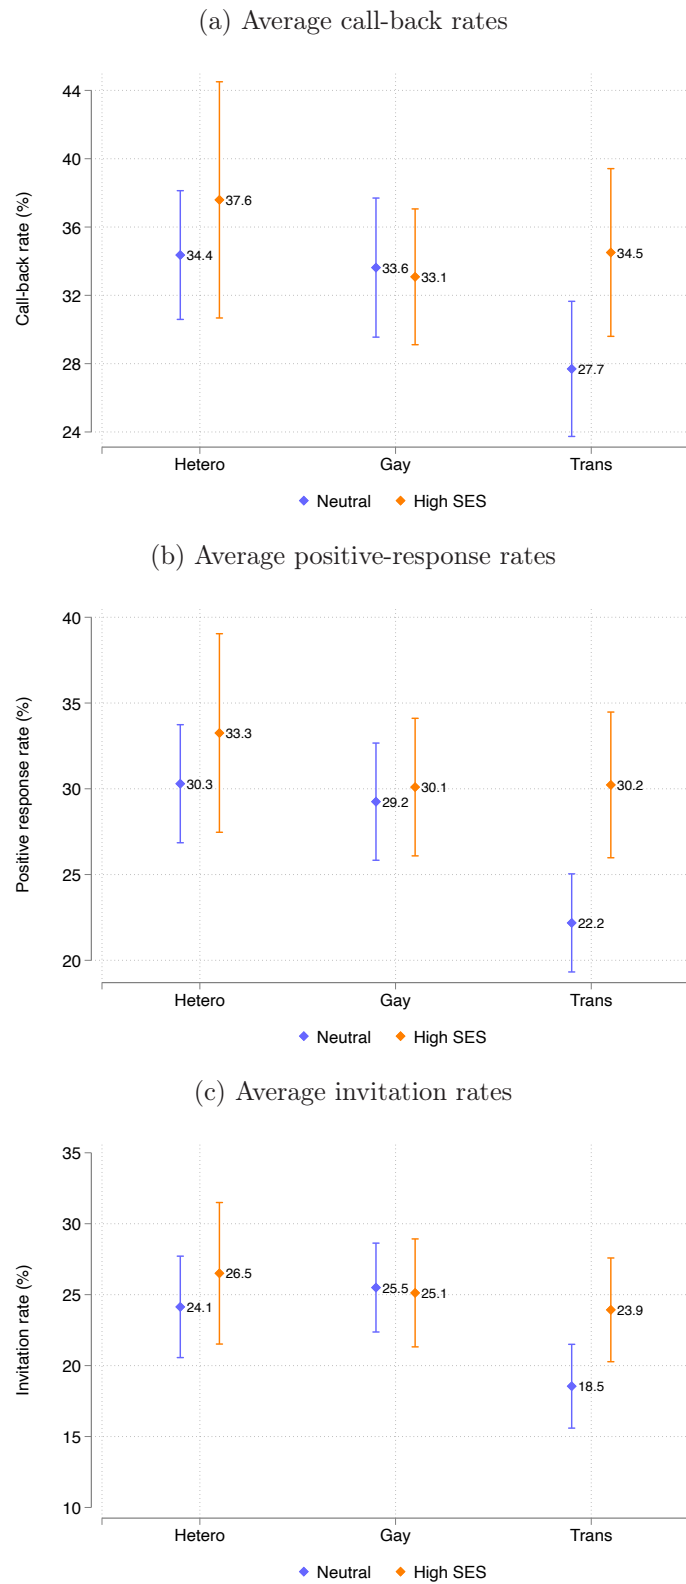 (a) Average call-back rates
Call-back rate (%)
44
40
36
32
28
24
34.4
37.6
33.6
33.1
27.7
34.5
Hetero Gay Trans
Neutral High SES
(b) Average positive-response rates
Positive response rate (%)
40
35
30
25
20
30.3
33.3
29.2
30.1
22.2
30.2
Hetero Gay Trans
Neutral High SES
(c) Average invitation rates
Invitation rate (%)
35
30
25
20
15
10
24.1
26.5
25.5
25.1
18.5
23.9
Hetero Gay Trans
Neutral High SES